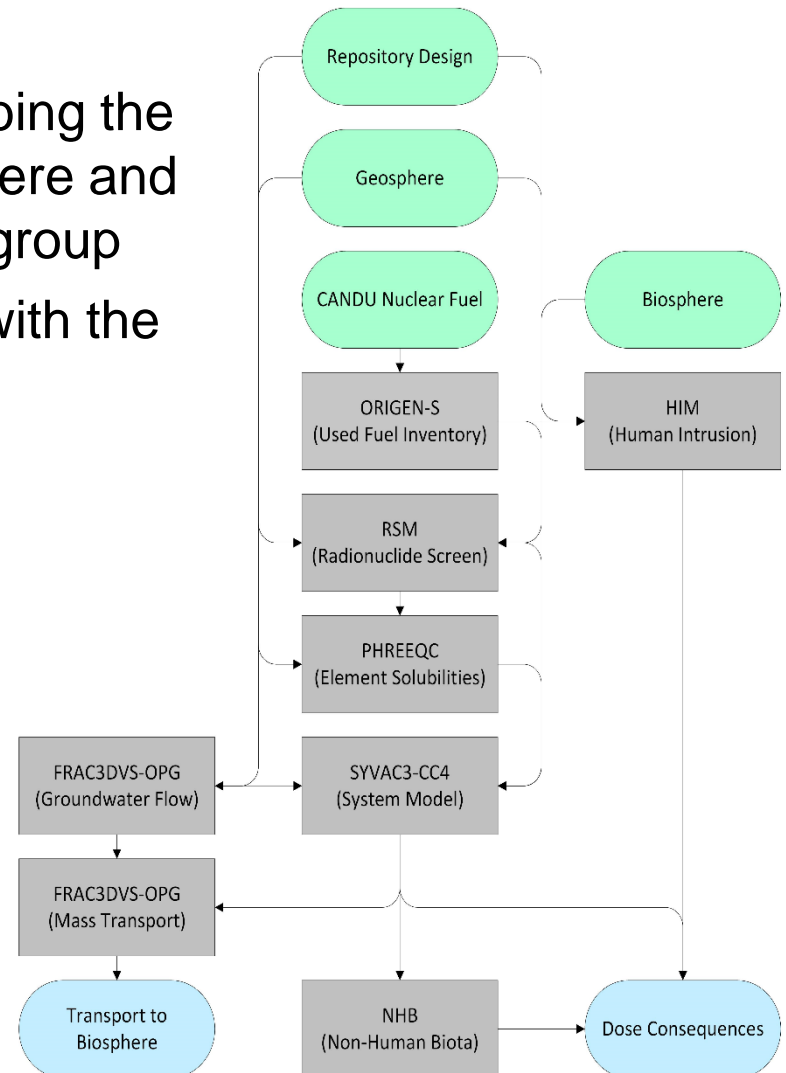 ping the
ere and
group
with the
Repository Design
Geosphere
CANDU Nuclear Fuel
Biosphere
ORIGEN-S
(Used Fuel Inventory)
HIM
(Human Intrusion)
RSM
(Radionuclide Screen)
PHREEQC
(Element Solubilities)
FRAC3DVS-OPG
(Groundwater Flow)
SYVAC3-CC4
(System Model)
FRAC3DVS-OPG
(Mass Transport)
Transport to
Biosphere
NHB
(Non-Human Biota)
Dose Consequences